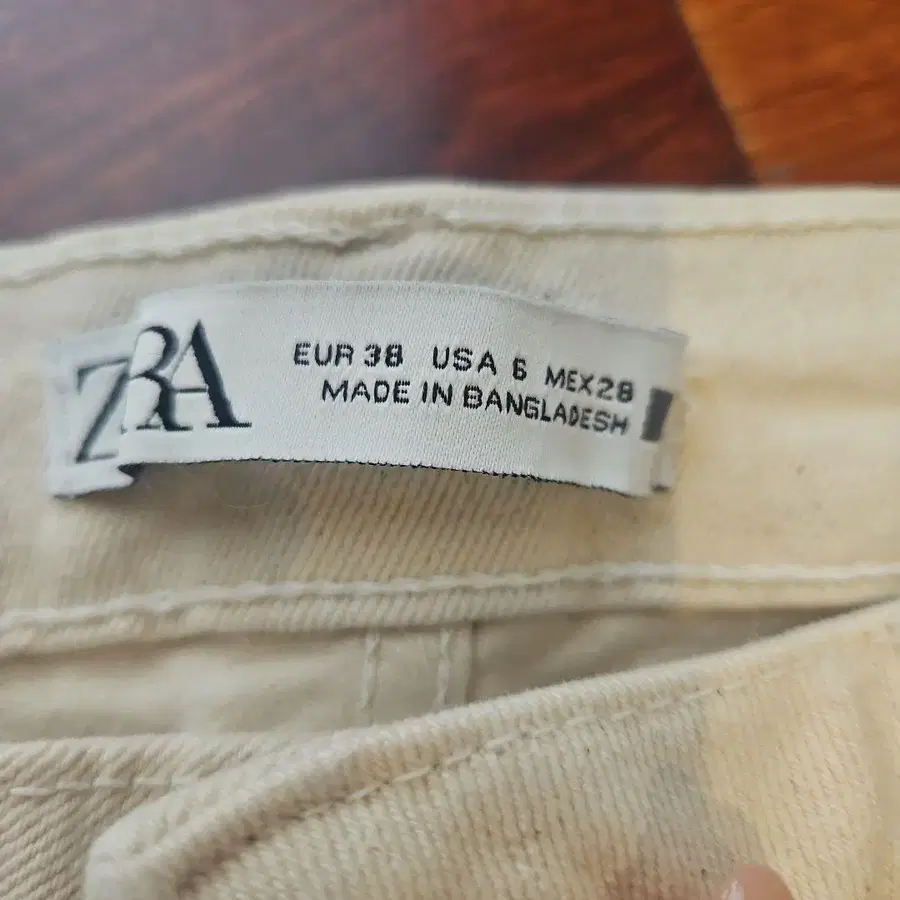 ZARA
EUR 38 USA 6 MEX 28
MADE IN BANGLADESH